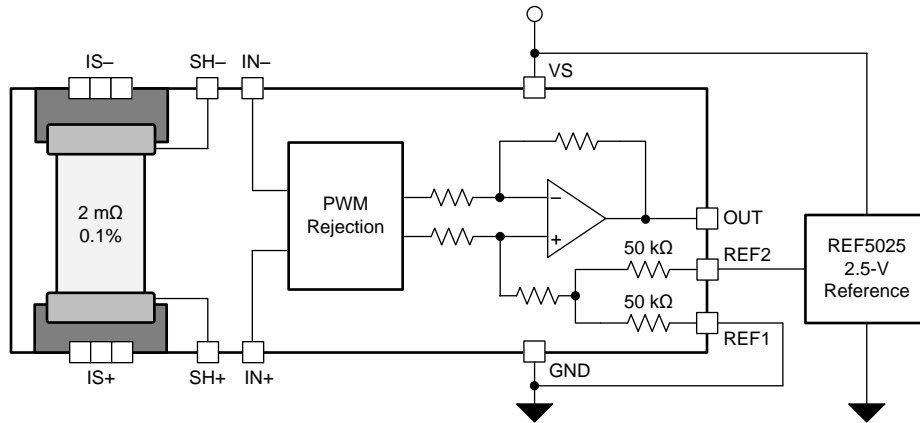 IS–
SH–
IN–
VS
2 mΩ
0.1%
PWM
Rejection
–
+
50 kΩ
50 kΩ
OUT
REF2
REF1
REF5025
2.5-V
Reference
GND
IS+
SH+
IN+